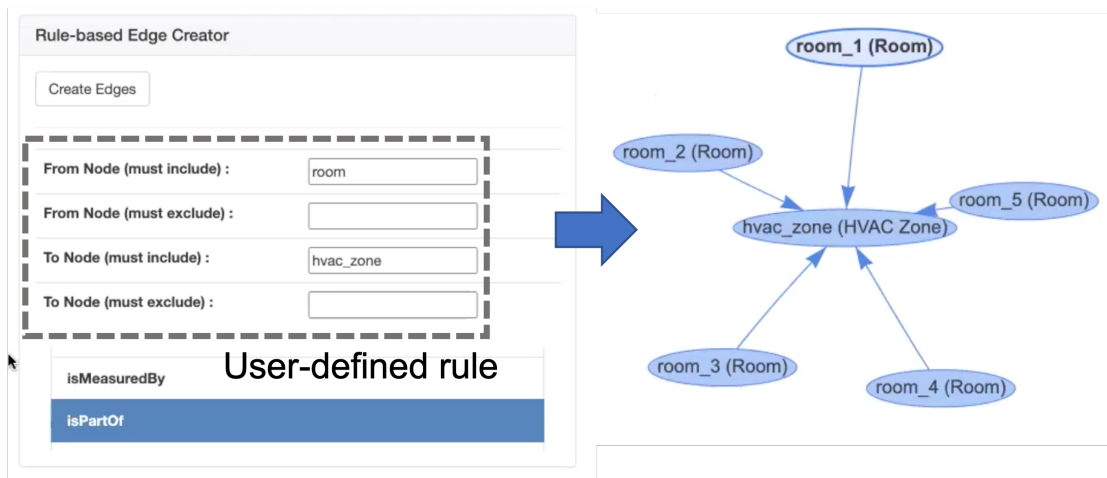 Rule-based Edge Creator
Create Edges
From Node (must include) :
room
From Node (must exclude) :
To Node (must include) :
hvac_zone
To Node (must exclude) :
User-defined rule
isMeasuredBy
isPartOf
room_1 (Room)
room_2 (Room)
room_5 (Room)
hvac_zone (HVAC Zone)
room_3 (Room)
room_4 (Room)